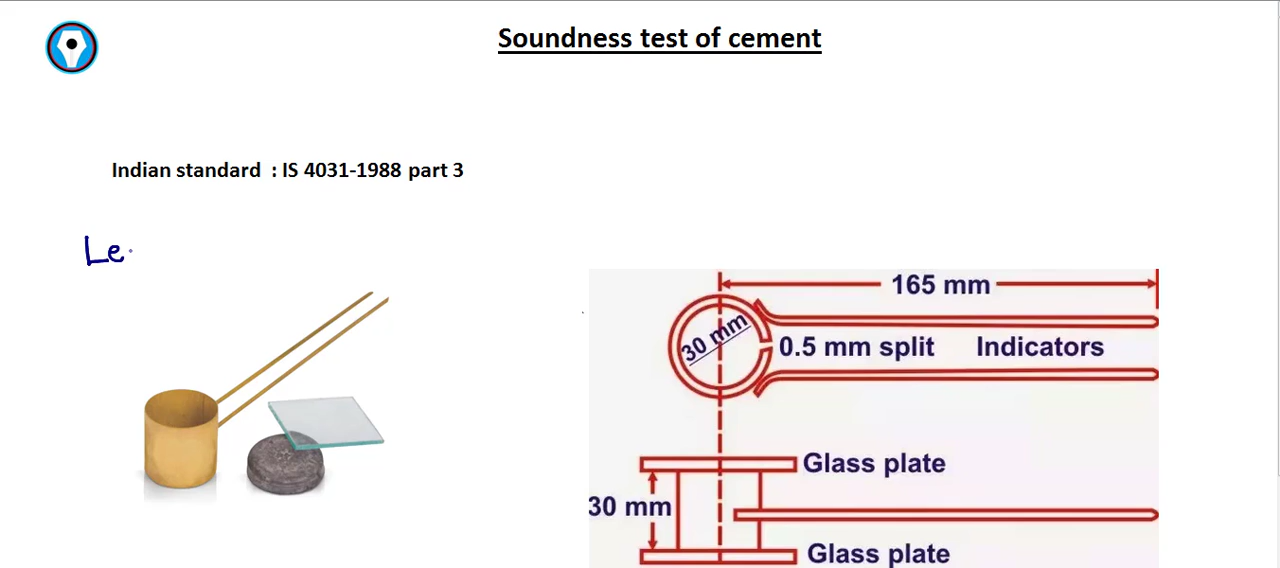 Soundness test of cement
Indian standard : IS 4031-1988 part 3
Le
165 mm
30 mm
0.5 mm split
Indicators
Glass plate
30 mm
Glass plate